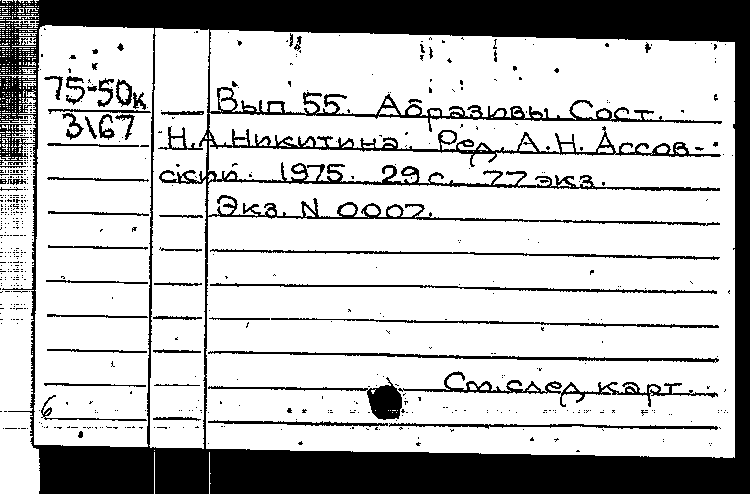 75-50к
3\67
Вып 55. Абразивы. Сост.
Н.А.Никитина. Ред. А.Н. Ассов-
ский. 1975. 29 с. 77 экз.
Экз. N 0007.
См. след. карт.
6